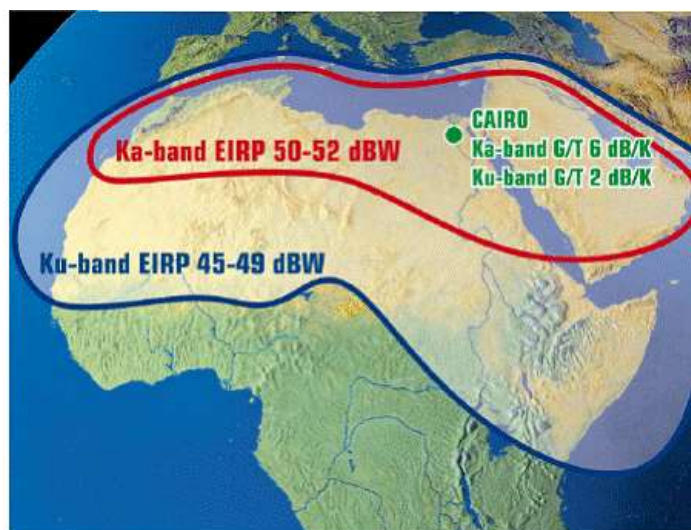 CAIRO
Ka-band G/T 6 dB/K
Ku-band G/T 2 dB/K
Ka-band EIRP 50-52 dBW
Ku-band EIRP 45-49 dBW